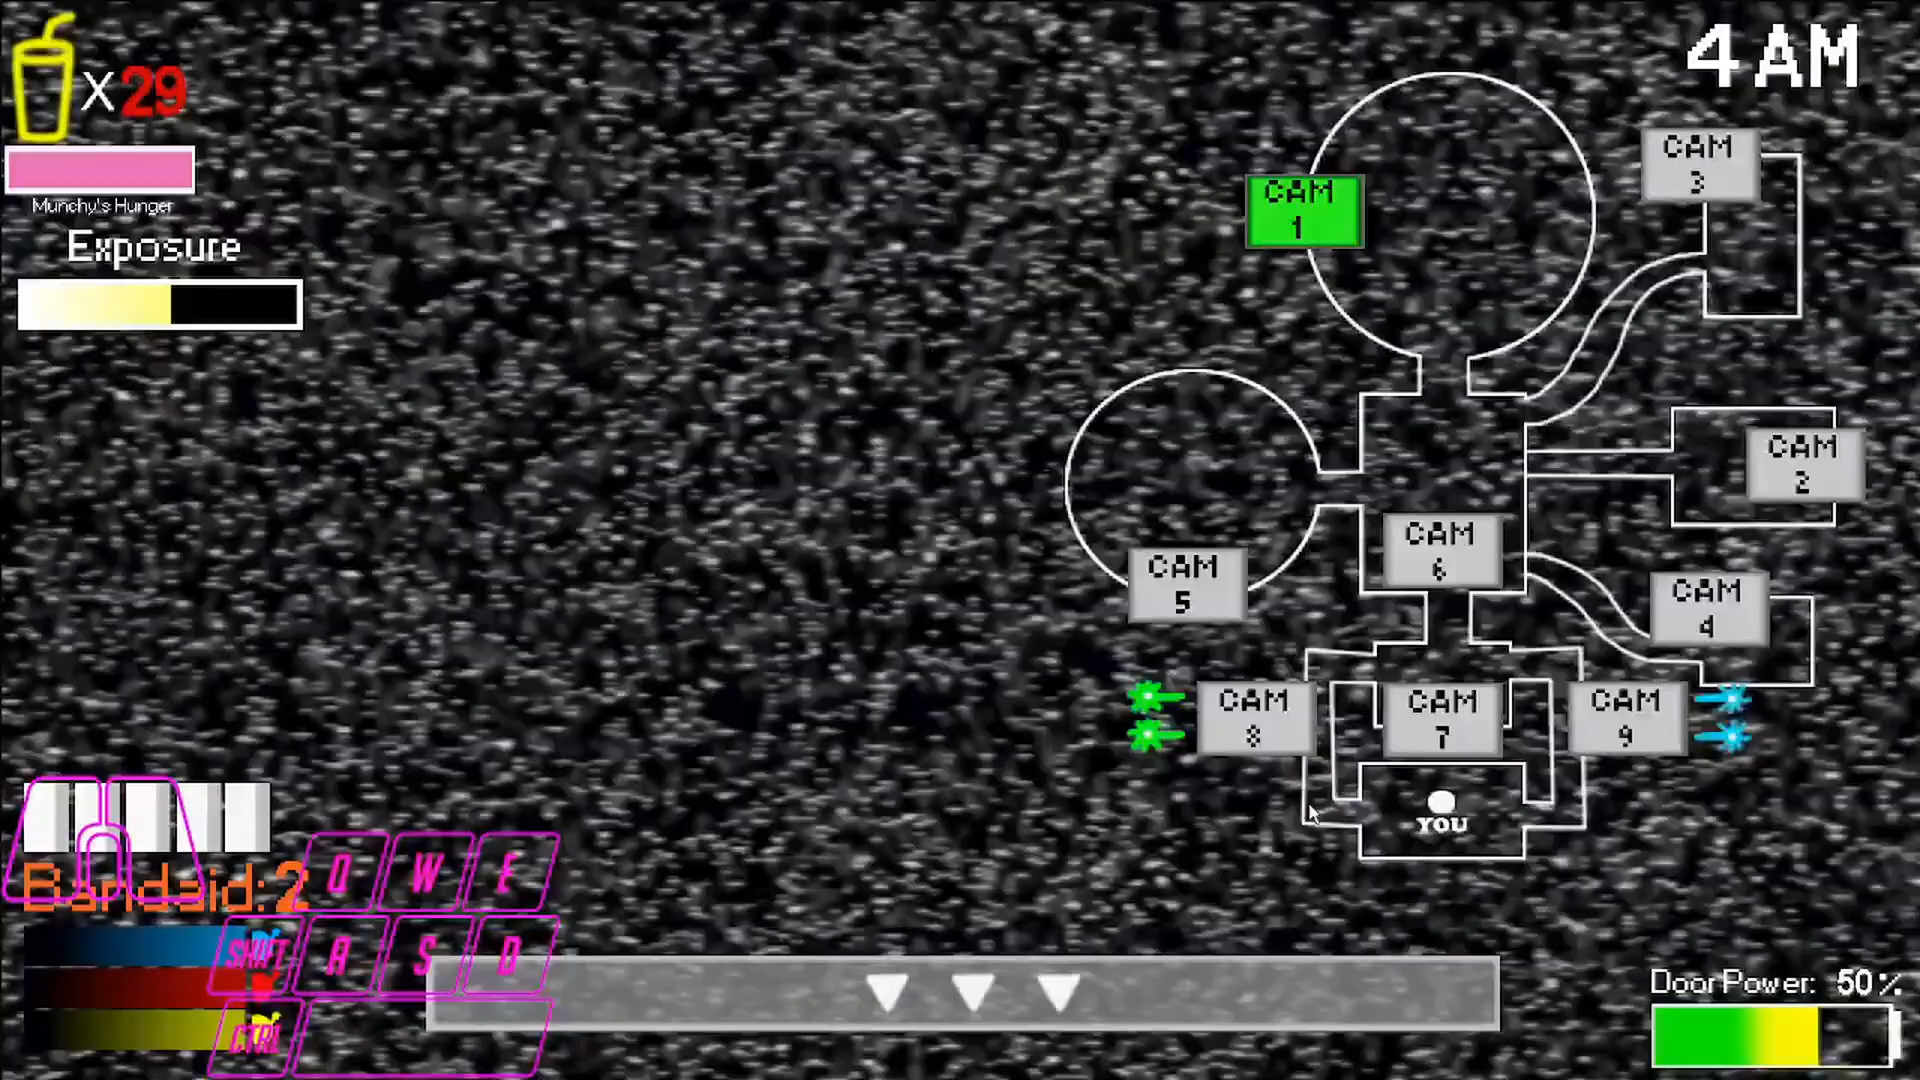 4 AM
X 29
Munchy's Hunger
Exposure
CAM
1
CAM
3
CAM
2
CAM
6
CAM
5
CAM
4
CAM
8
CAM
7
CAM
9
YOU
Bandaid: 2
Q W E
SHIFT A S D
CTRL
Door Power: 50%